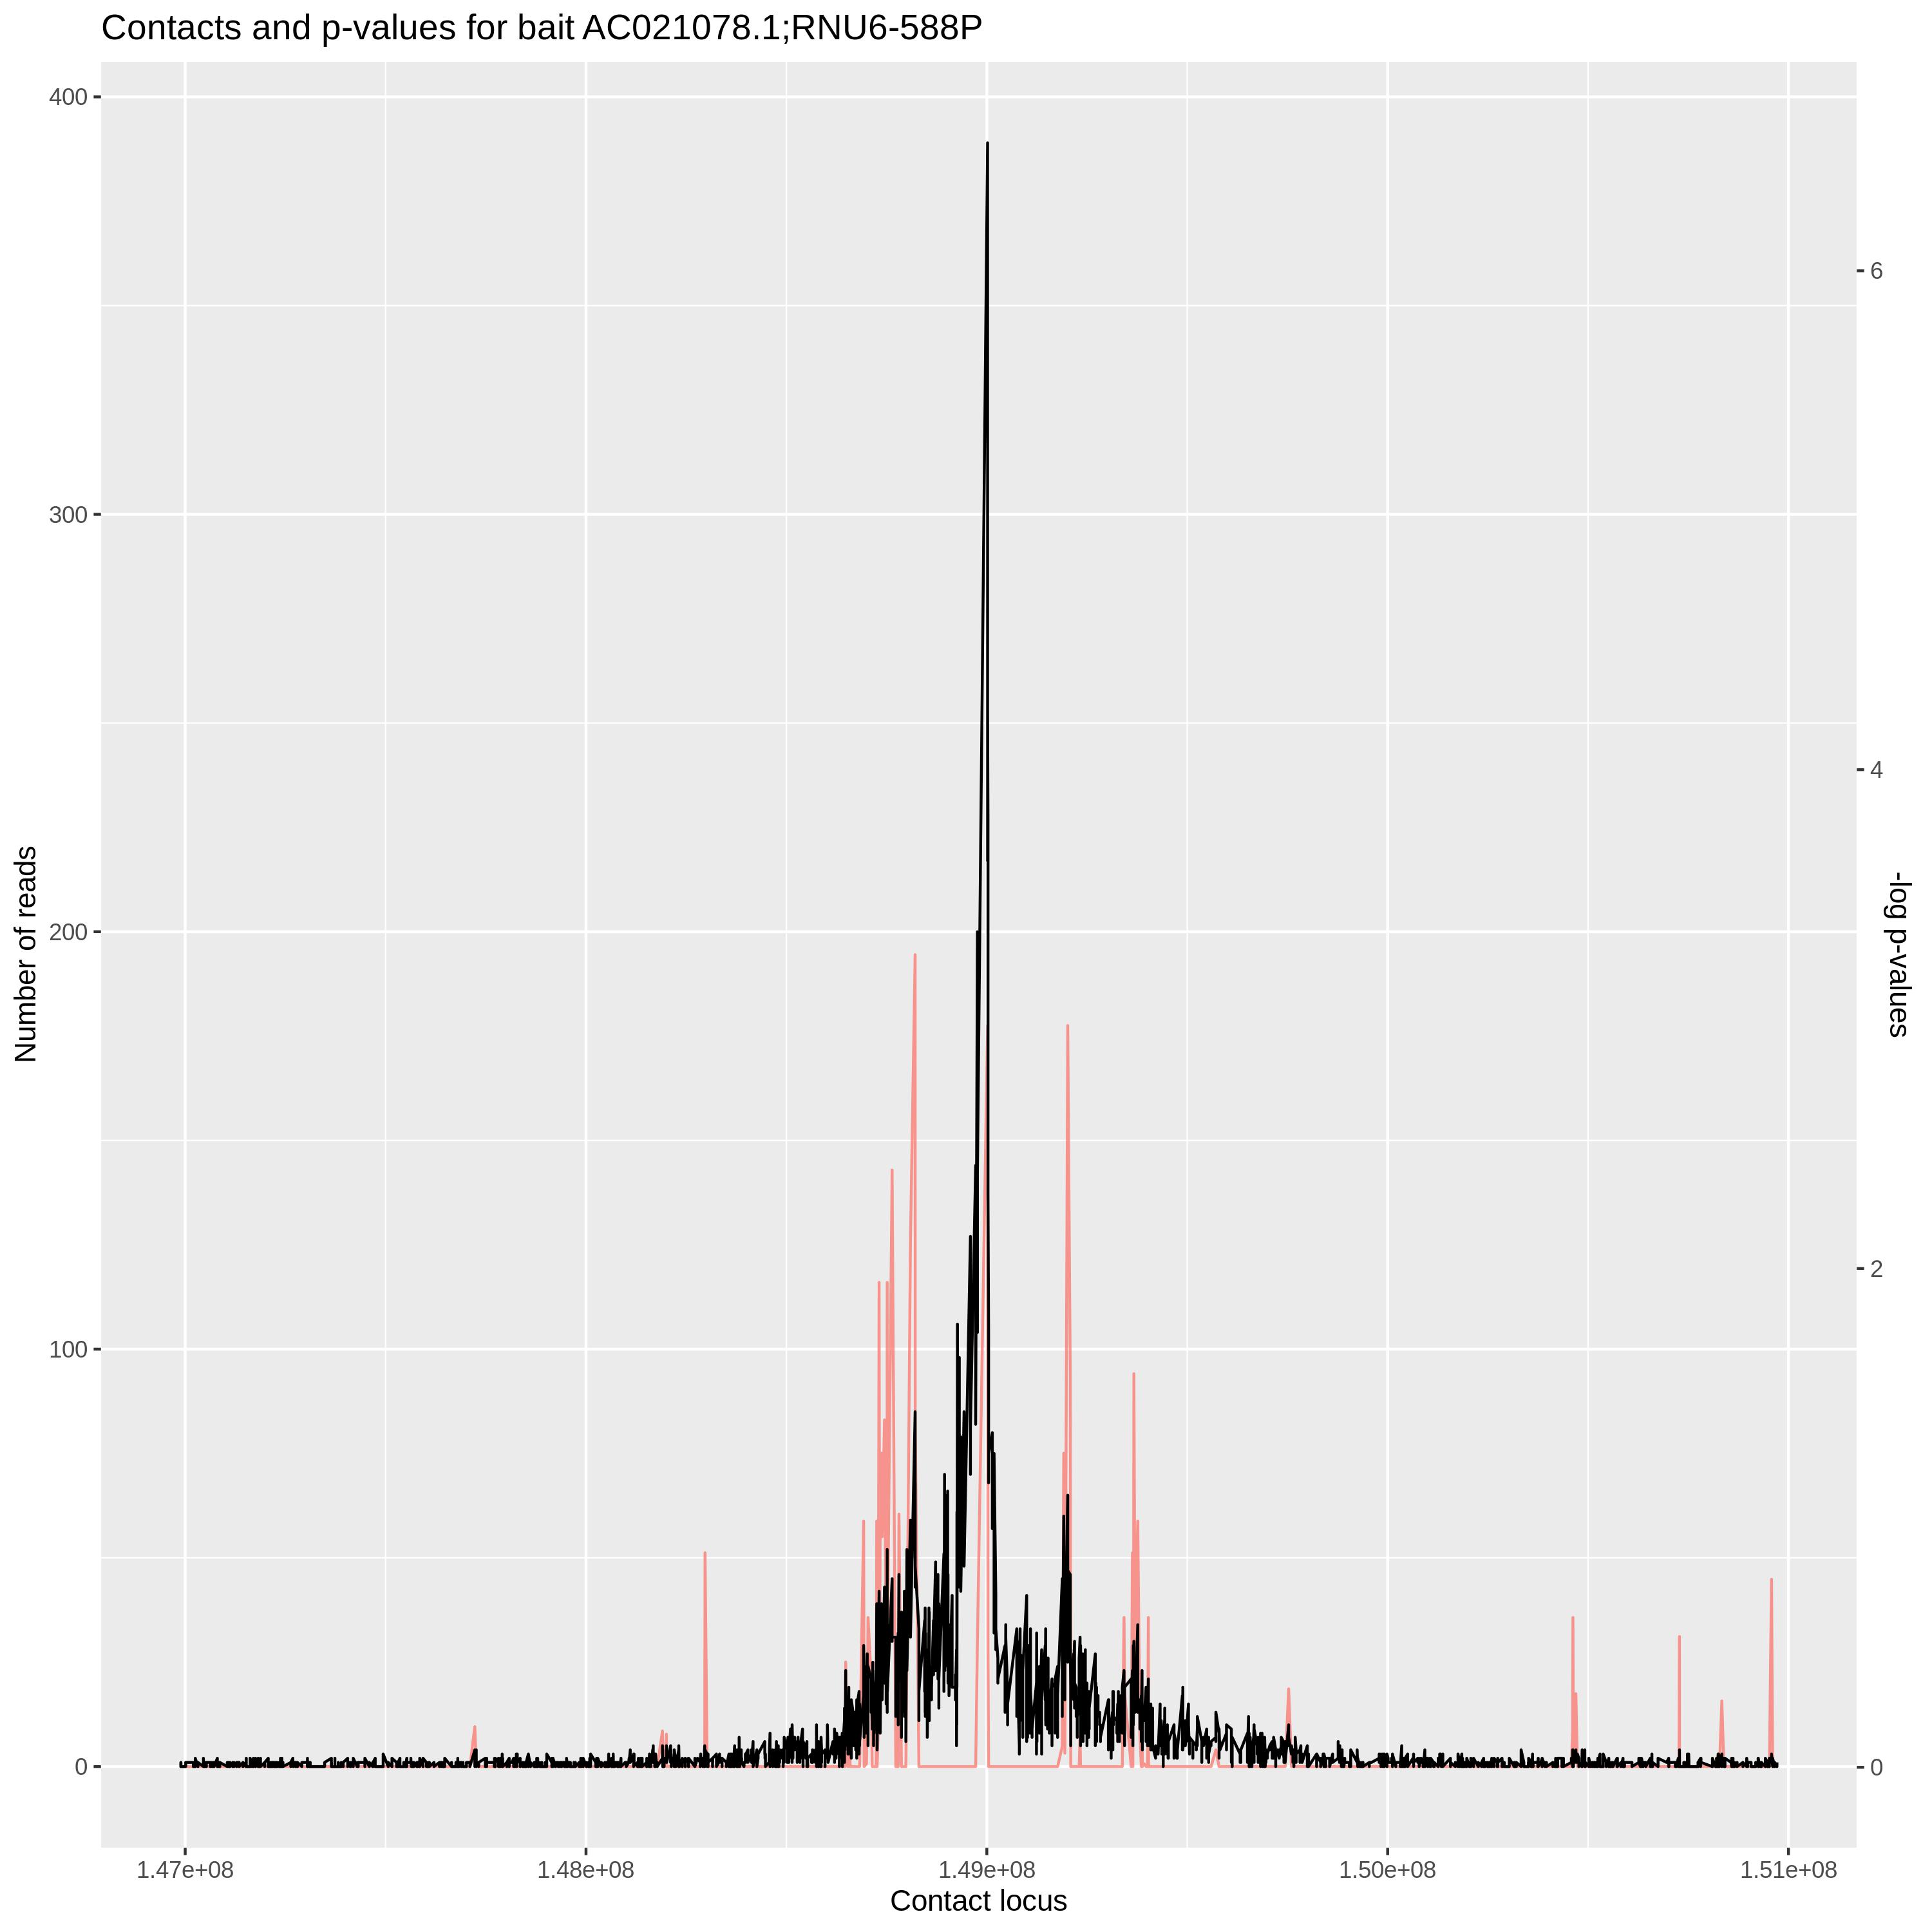 Contacts and p-values for bait AC021078.1;RNU6-588P
400
300
200
100
0
Number of reads
6
4
2
0
-log p-values
1.47e+08
1.48e+08
1.49e+08
1.50e+08
1.51e+08
Contact locus